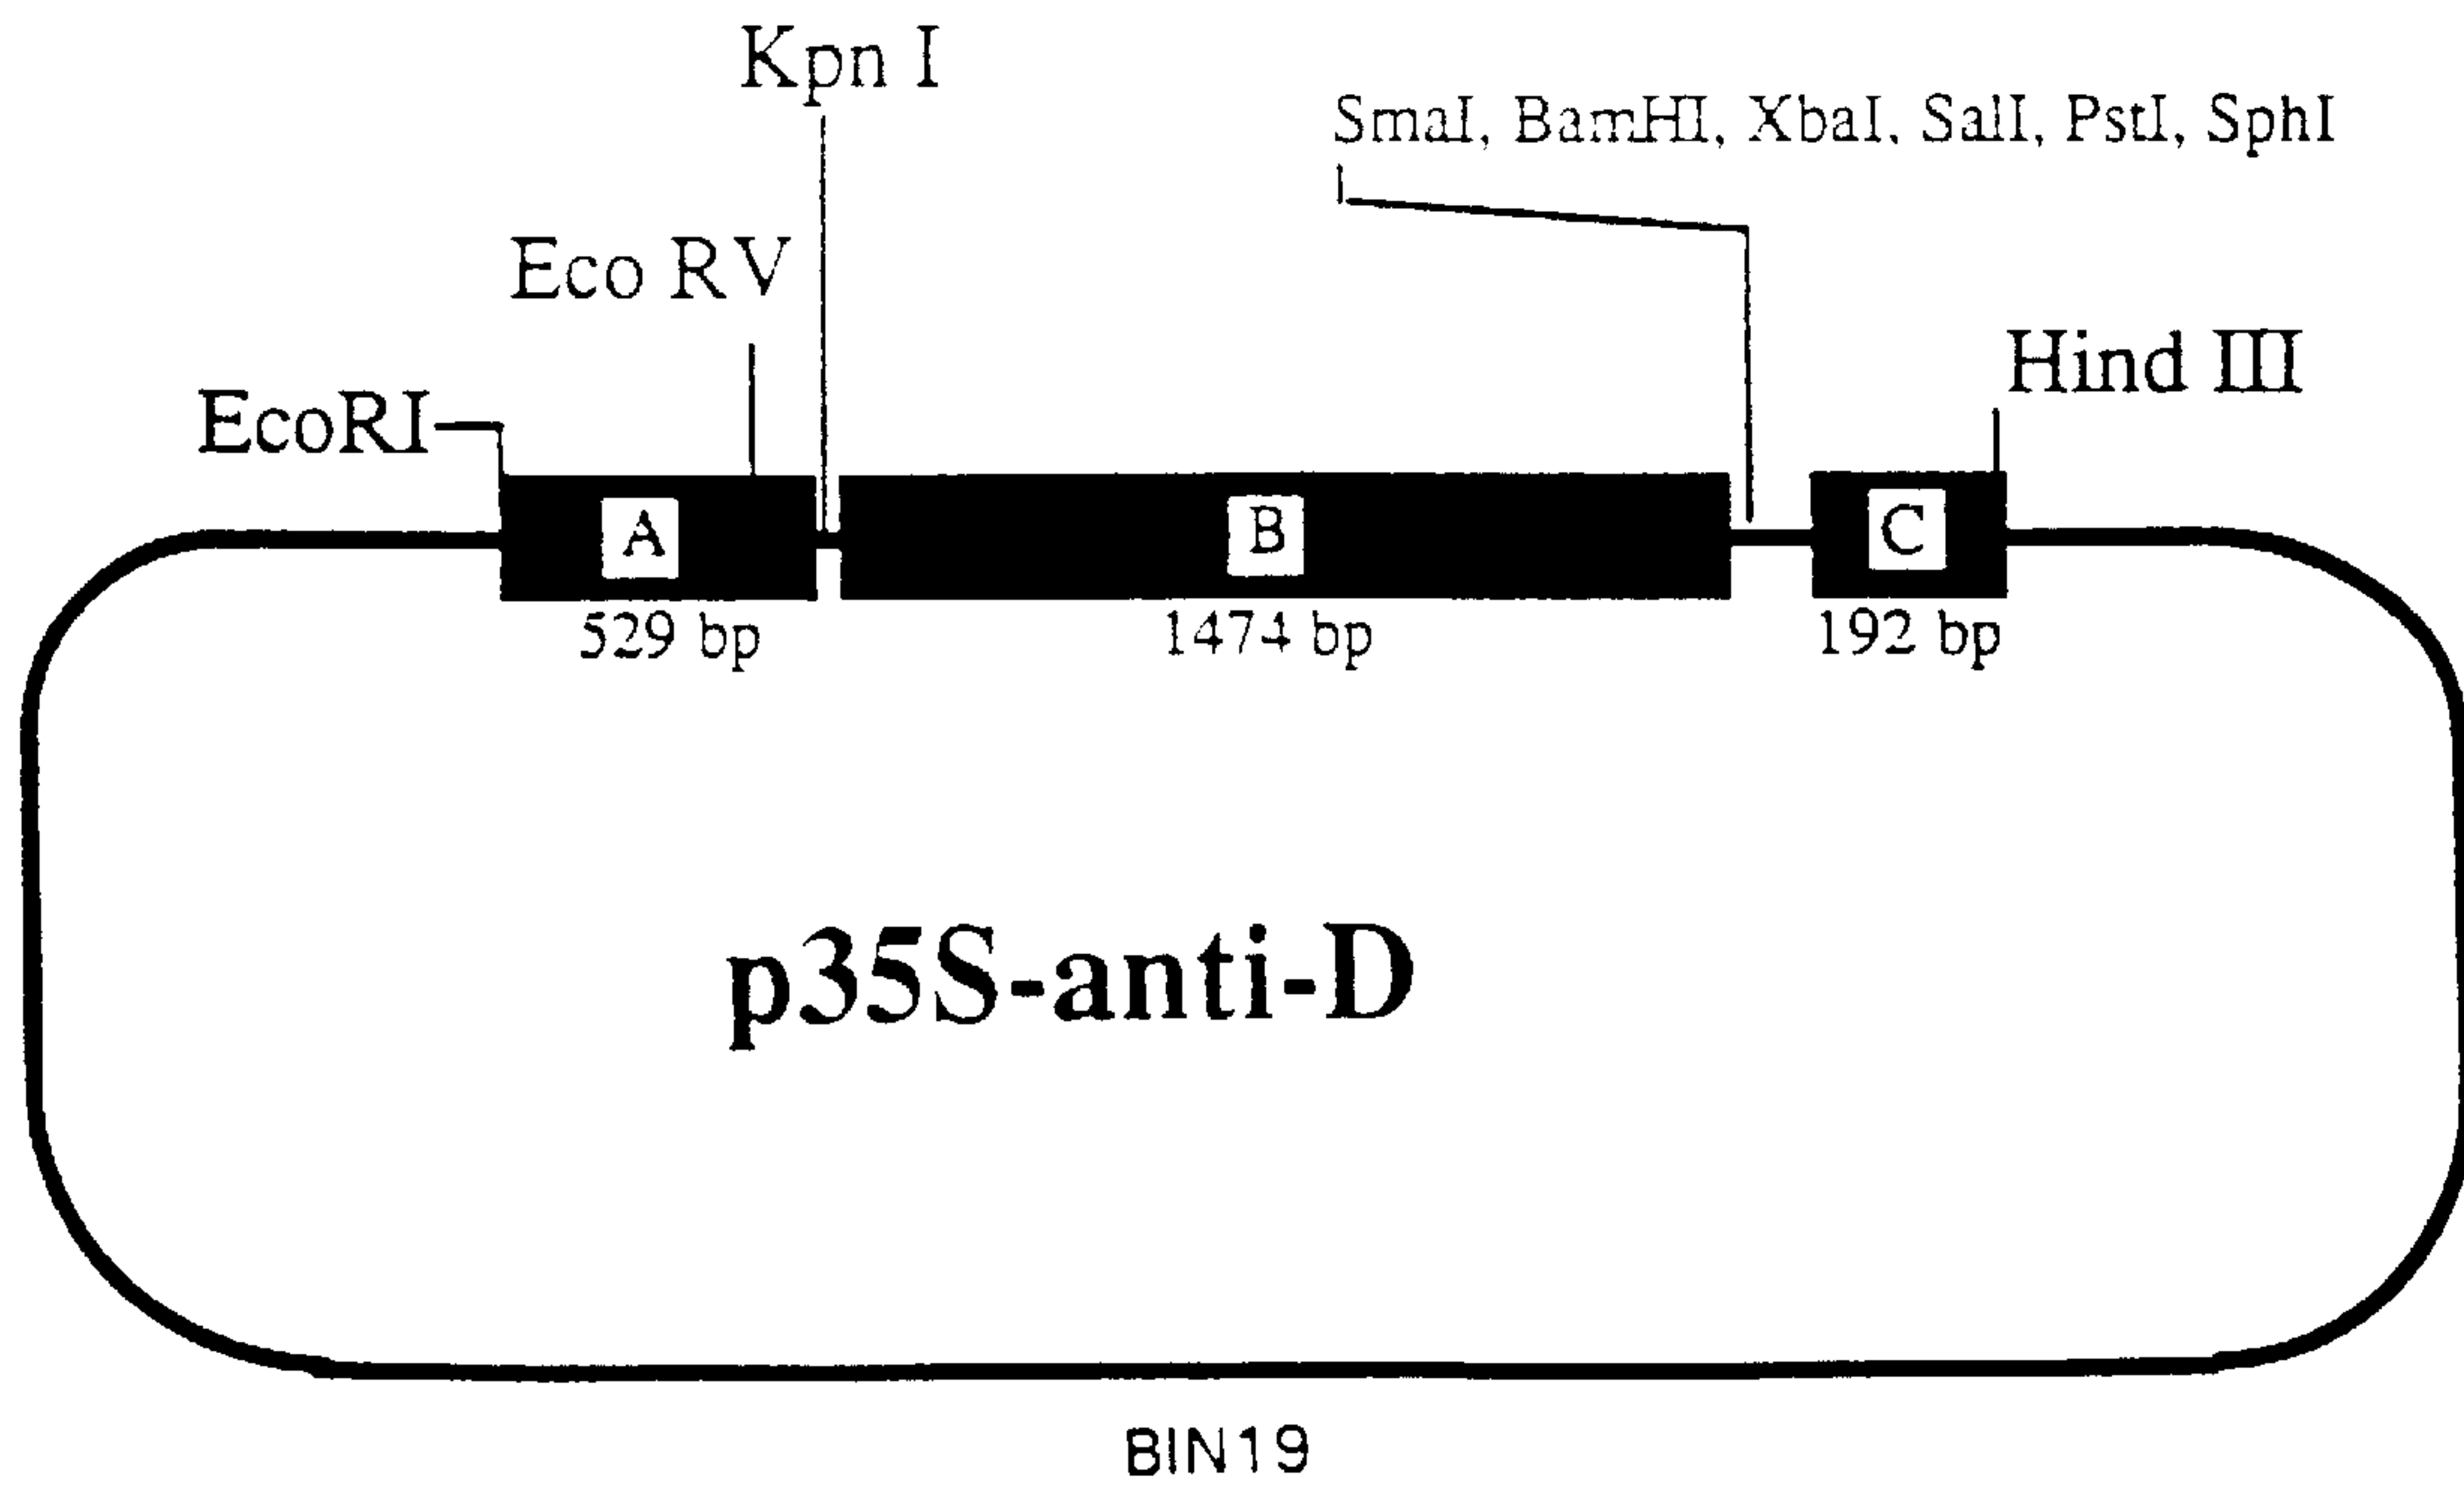 Kpn I
SmaI, BamHI, XbaI, SalI, PstI, SphI
Eco RV
Hind III
EcoRI
A
B
C
529 bp
1474 bp
192 bp
p35S-anti-D
BIN19